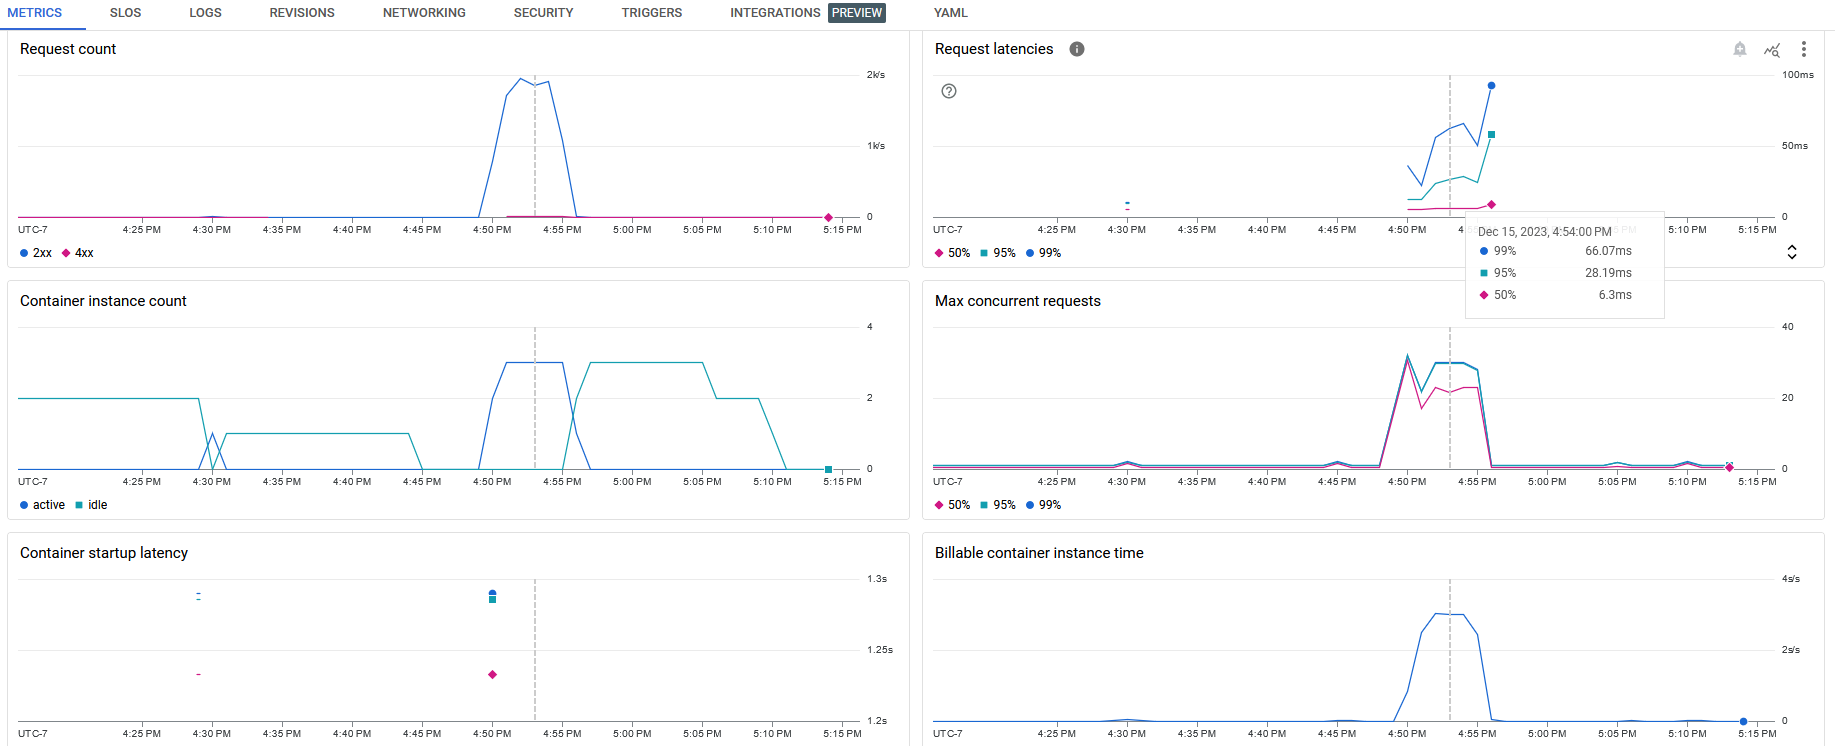 METRICS SLOS LOGS REVISIONS NETWORKING SECURITY TRIGGERS INTEGRATIONS PREVIEW YAML
Request count
2k/s
1k/s
0
UTC-7 4:25 PM 4:30 PM 4:35 PM 4:40 PM 4:45 PM 4:50 PM 4:55 PM 5:00 PM 5:05 PM 5:10 PM 5:15 PM
2xx 4xx
Request latencies
100ms
50ms
0
UTC-7 4:25 PM 4:30 PM 4:35 PM 4:40 PM 4:45 PM 4:50 PM 5:10 PM 5:15 PM
50% 95% 99%
Dec 15, 2023, 4:54:00 PM
99% 66.07ms
95% 28.19ms
50% 6.3ms
Container instance count
4
2
0
UTC-7 4:25 PM 4:30 PM 4:35 PM 4:40 PM 4:45 PM 4:50 PM 4:55 PM 5:00 PM 5:05 PM 5:10 PM 5:15 PM
active idle
Max concurrent requests
40
20
0
UTC-7 4:25 PM 4:30 PM 4:35 PM 4:40 PM 4:45 PM 4:50 PM 4:55 PM 5:00 PM 5:05 PM 5:10 PM 5:15 PM
50% 95% 99%
Container startup latency
1.3s
1.25s
1.2s
UTC-7 4:25 PM 4:30 PM 4:35 PM 4:40 PM 4:45 PM 4:50 PM 4:55 PM 5:00 PM 5:05 PM 5:10 PM 5:15 PM
Billable container instance time
4s/s
2s/s
0
UTC-7 4:25 PM 4:30 PM 4:35 PM 4:40 PM 4:45 PM 4:50 PM 4:55 PM 5:00 PM 5:05 PM 5:10 PM 5:15 PM